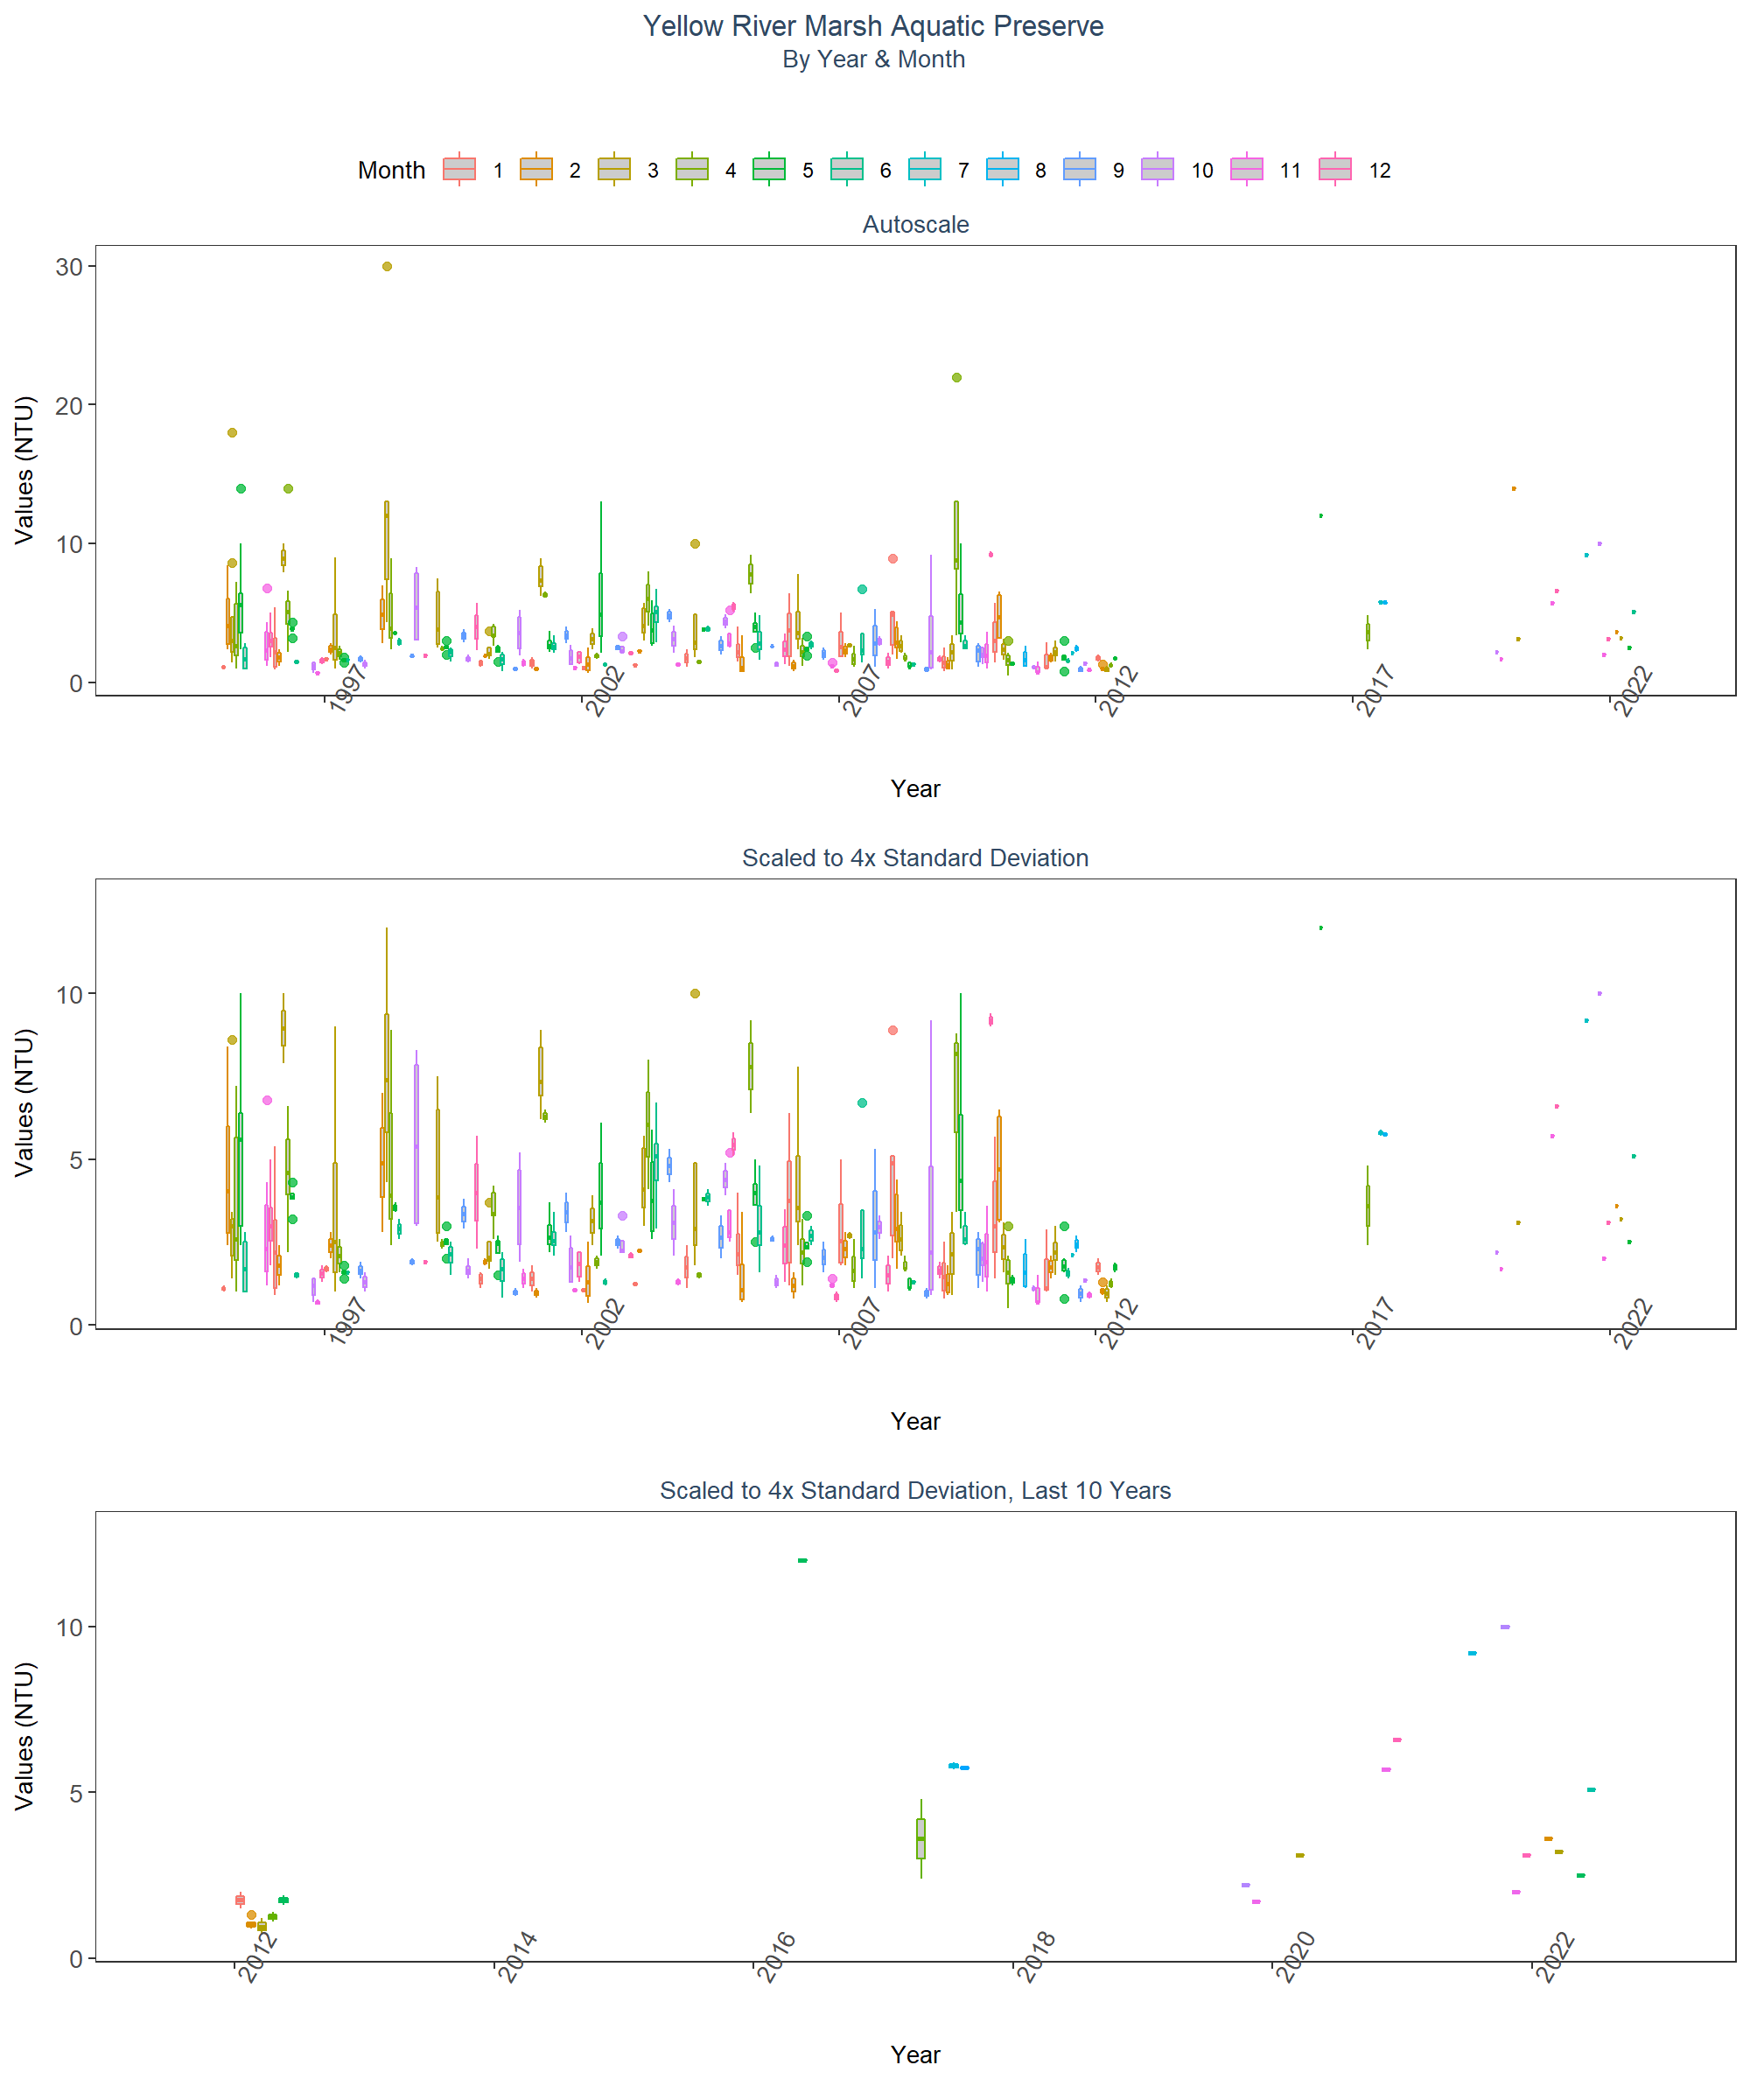 Yellow River Marsh Aquatic Preserve
By Year & Month
Month 1 2 3 4 5 6 7 8 9 10 11 12
Autoscale
Values (NTU)
30
20
10
0
1997 2002 2007 2012 2017 2022
Year
Scaled to 4x Standard Deviation
Values (NTU)
10
5
0
1997 2002 2007 2012 2017 2022
Year
Scaled to 4x Standard Deviation, Last 10 Years
Values (NTU)
10
5
0
2012 2014 2016 2018 2020 2022
Year